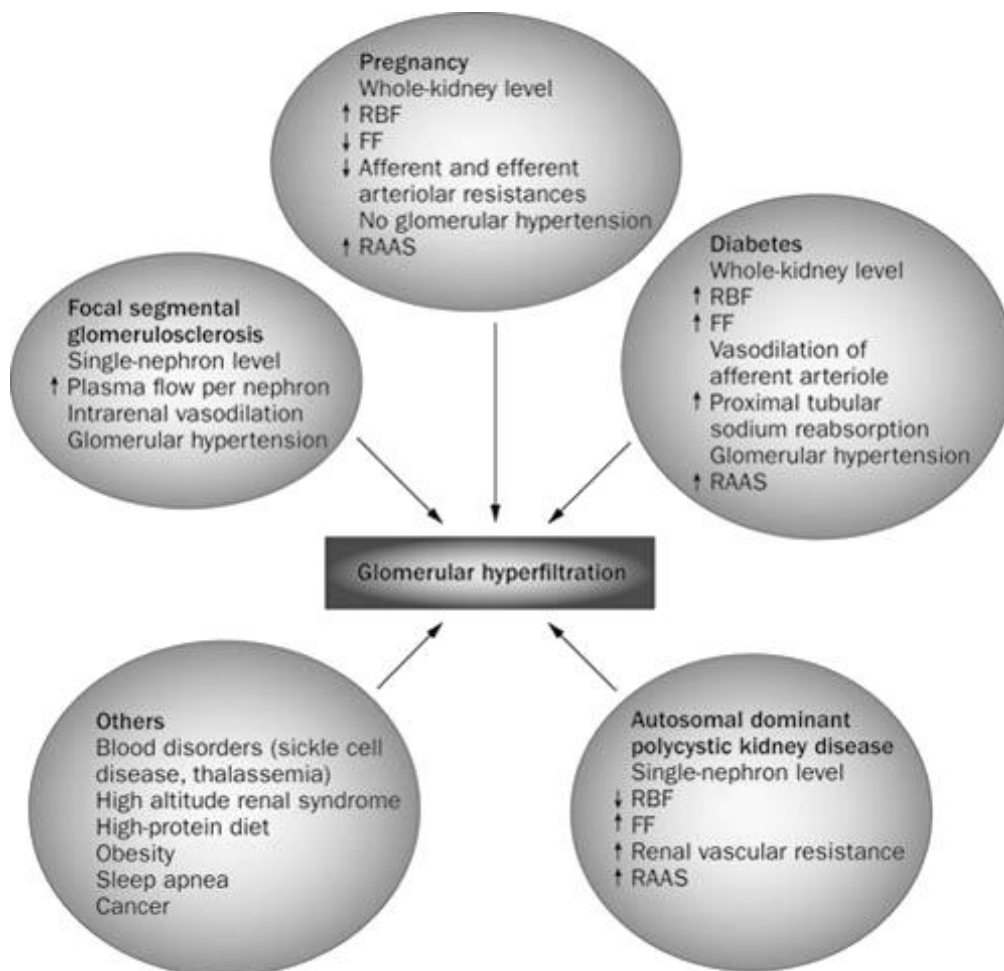 Pregnancy
Whole-kidney level
↑ RBF
↓ FF
↓ Afferent and efferent
arteriolar resistances
No glomerular hypertension
↑ RAAS
Focal segmental
glomerulosclerosis
Single-nephron level
↑ Plasma flow per nephron
Intrarenal vasodilation
Glomerular hypertension
Diabetes
Whole-kidney level
↑ RBF
↑ FF
Vasodilation of
afferent arteriole
↑ Proximal tubular
sodium reabsorption
Glomerular hypertension
↑ RAAS
Glomerular hyperfiltration
Others
Blood disorders (sickle cell
disease, thalassemia)
High altitude renal syndrome
High-protein diet
Obesity
Sleep apnea
Cancer
Autosomal dominant
polycystic kidney disease
Single-nephron level
↓ RBF
↑ FF
↑ Renal vascular resistance
↑ RAAS